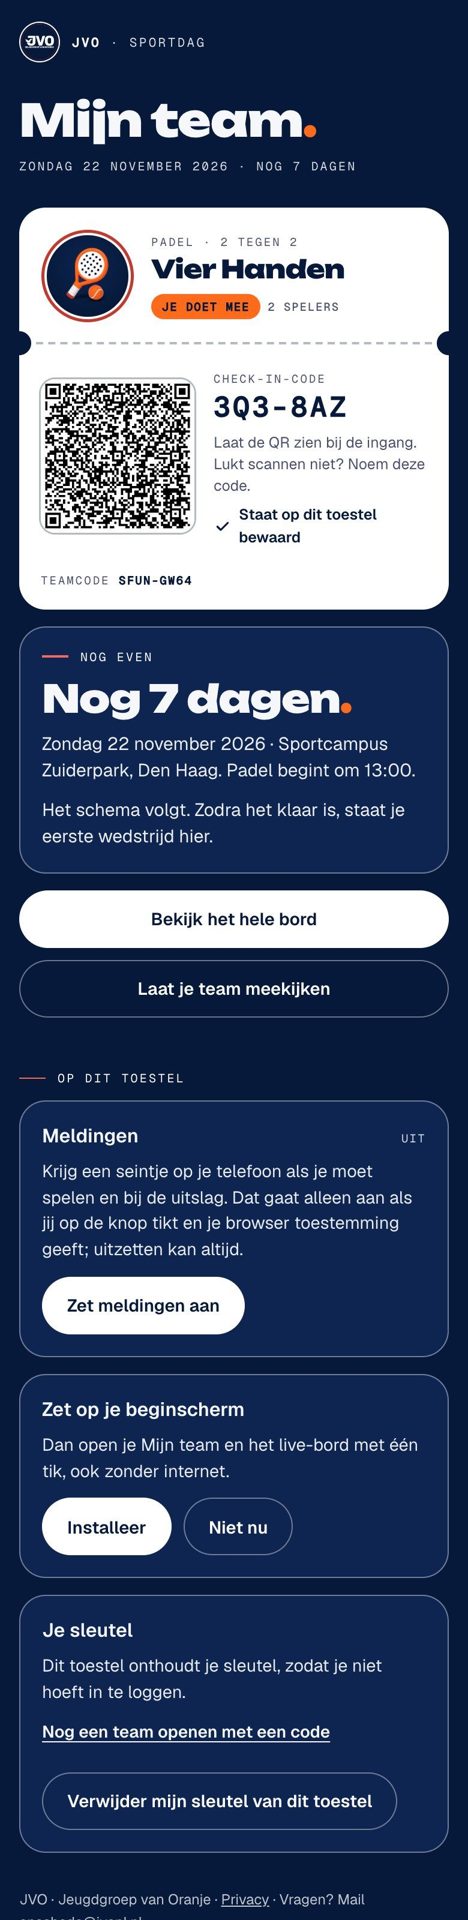 JVO
JVO · SPORTDAG
Mijn team.
ZONDAG 22 NOVEMBER 2026 · NOG 7 DAGEN
PADEL · 2 TEGEN 2
Vier Handen
JE DOET MEE 2 SPELERS
CHECK-IN-CODE
3Q3-8AZ
Laat de QR zien bij de ingang.
Lukt scannen niet? Noem deze
code.
Staat op dit toestel
bewaard
TEAMCODE SFUN-GW64
NOG EVEN
Nog 7 dagen.
Zondag 22 november 2026 · Sportcampus
Zuiderpark, Den Haag. Padel begint om 13:00.
Het schema volgt. Zodra het klaar is, staat je
eerste wedstrijd hier.
Bekijk het hele bord
Laat je team meekijken
OP DIT TOESTEL
Meldingen UIT
Krijg een seintje op je telefoon als je moet
spelen en bij de uitslag. Dat gaat alleen aan als
jij op de knop tikt en je browser toestemming
geeft; uitzetten kan altijd.
Zet meldingen aan
Zet op je beginscherm
Dan open je Mijn team en het live-bord met één
tik, ook zonder internet.
Installeer Niet nu
Je sleutel
Dit toestel onthoudt je sleutel, zodat je niet
hoeft in te loggen.
Nog een team openen met een code
Verwijder mijn sleutel van dit toestel
JVO · Jeugdgroep van Oranje · Privacy · Vragen? Mail